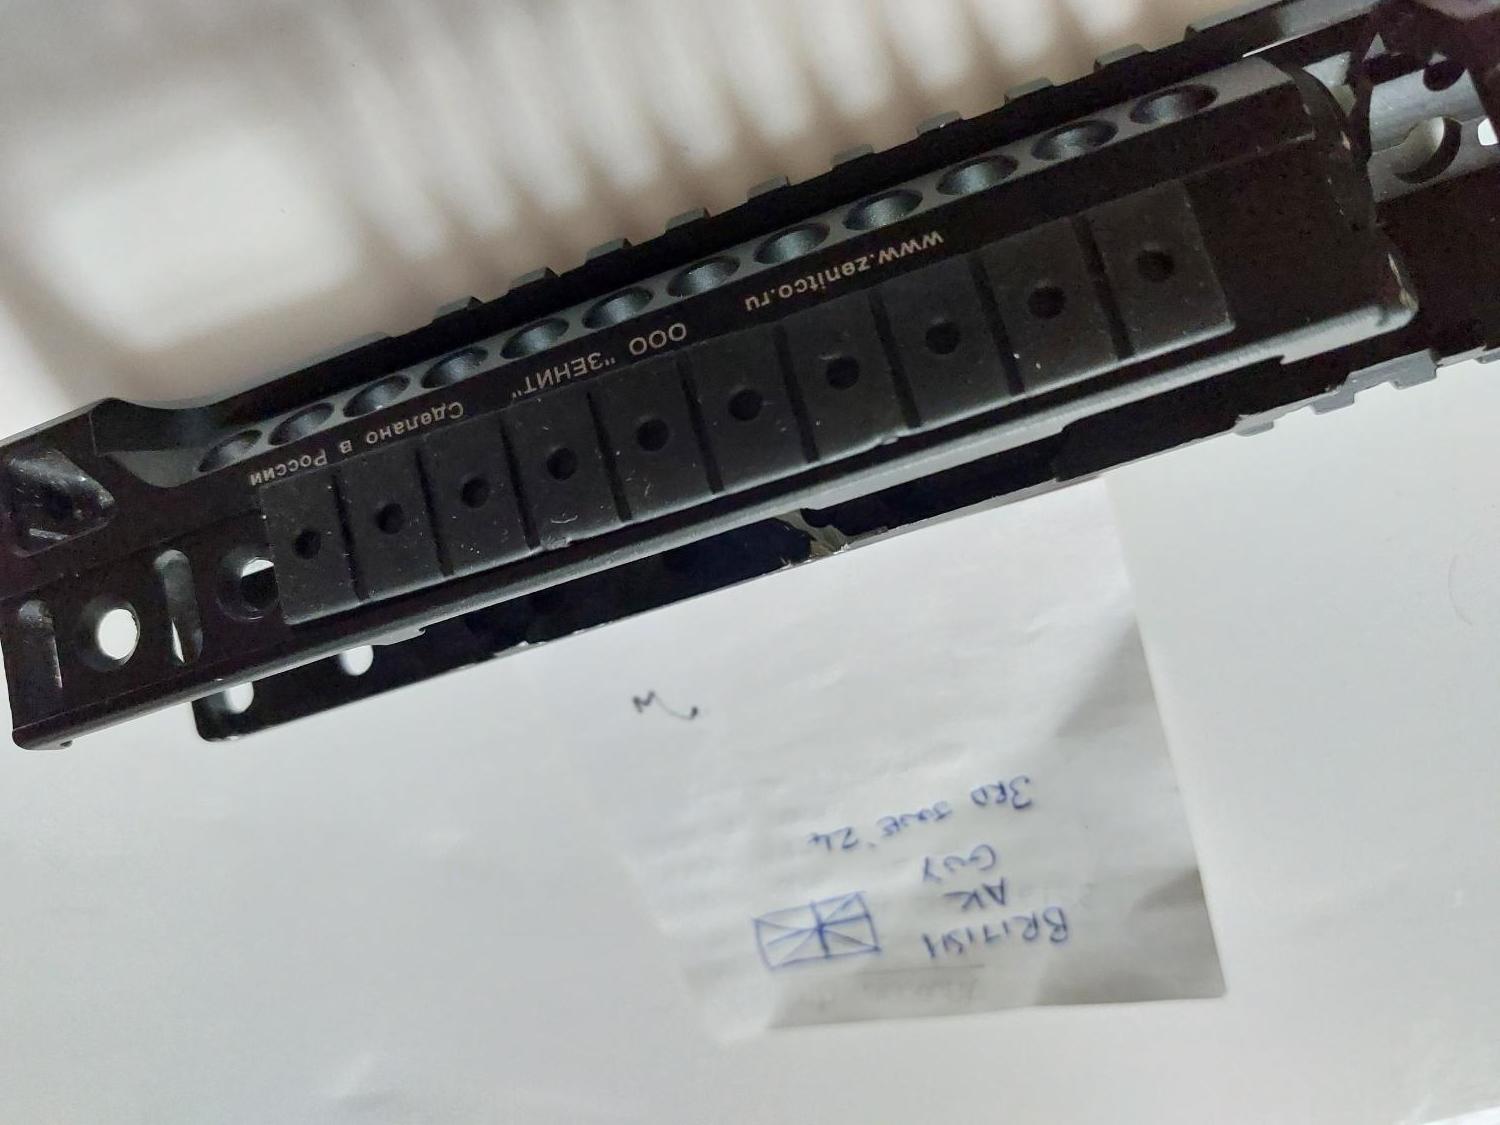 Сделано в России ООО "ЗЕНИТ" www.zenitco.ru
BRITISH
AK
GUY
3RD JUNE '24